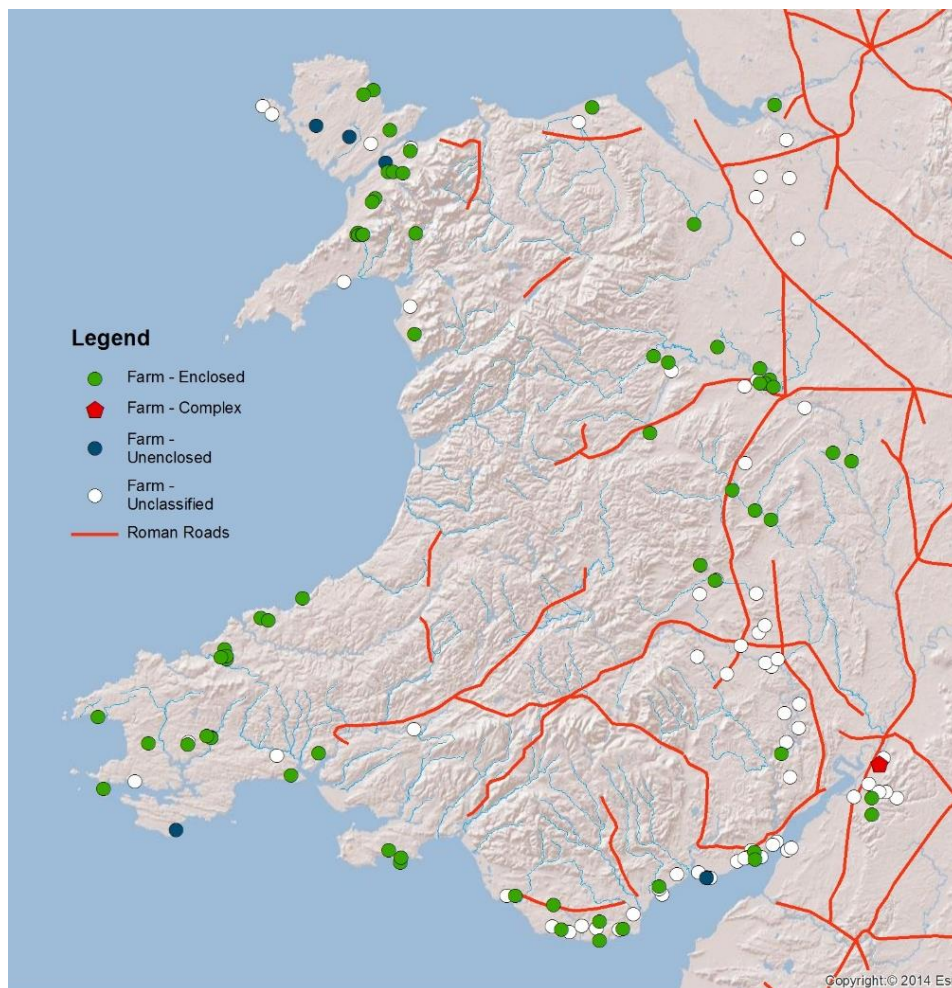 Legend
Farm - Enclosed
Farm - Complex
Farm -
Unenclosed
Farm -
Unclassified
Roman Roads
Copyright:© 2014 Es